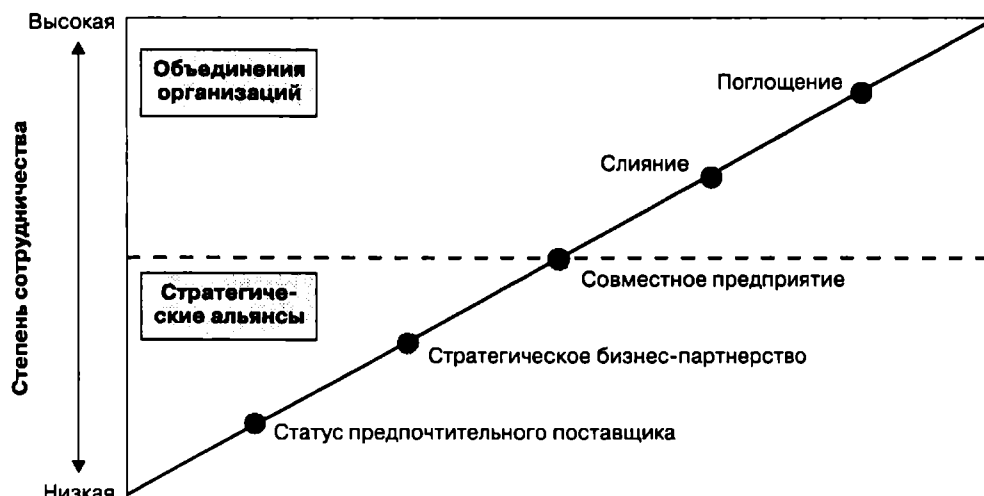 Высокая
Объединения
организаций
Поглощение
Слияние
Степень сотрудничества
Совместное предприятие
Стратегиче-
ские альянсы
Стратегическое бизнес-партнерство
Статус предпочтительного поставщика
Низкая